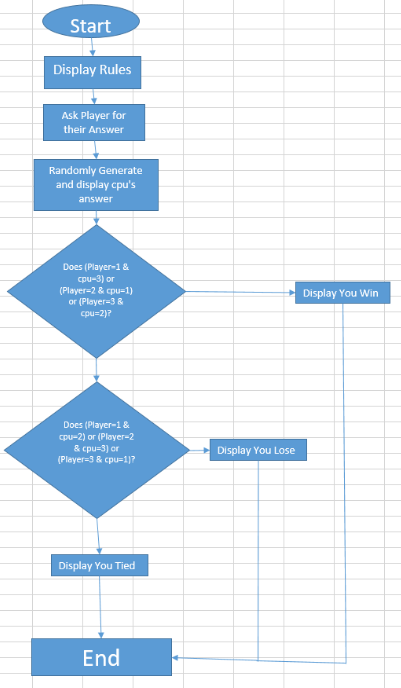 Start
Display Rules
Ask Player for
their Answer
Randomly Generate
and display cpu's
answer
Does (Player=1 &
cpu=3) or
(Player=2 & cpu=1)
or (Player=3 &
cpu=2)?
Display You Win
Does (Player=1 &
cpu=2) or (Player=2
& cpu=3) or
(Player=3 & cpu=1)?
Display You Lose
Display You Tied
End